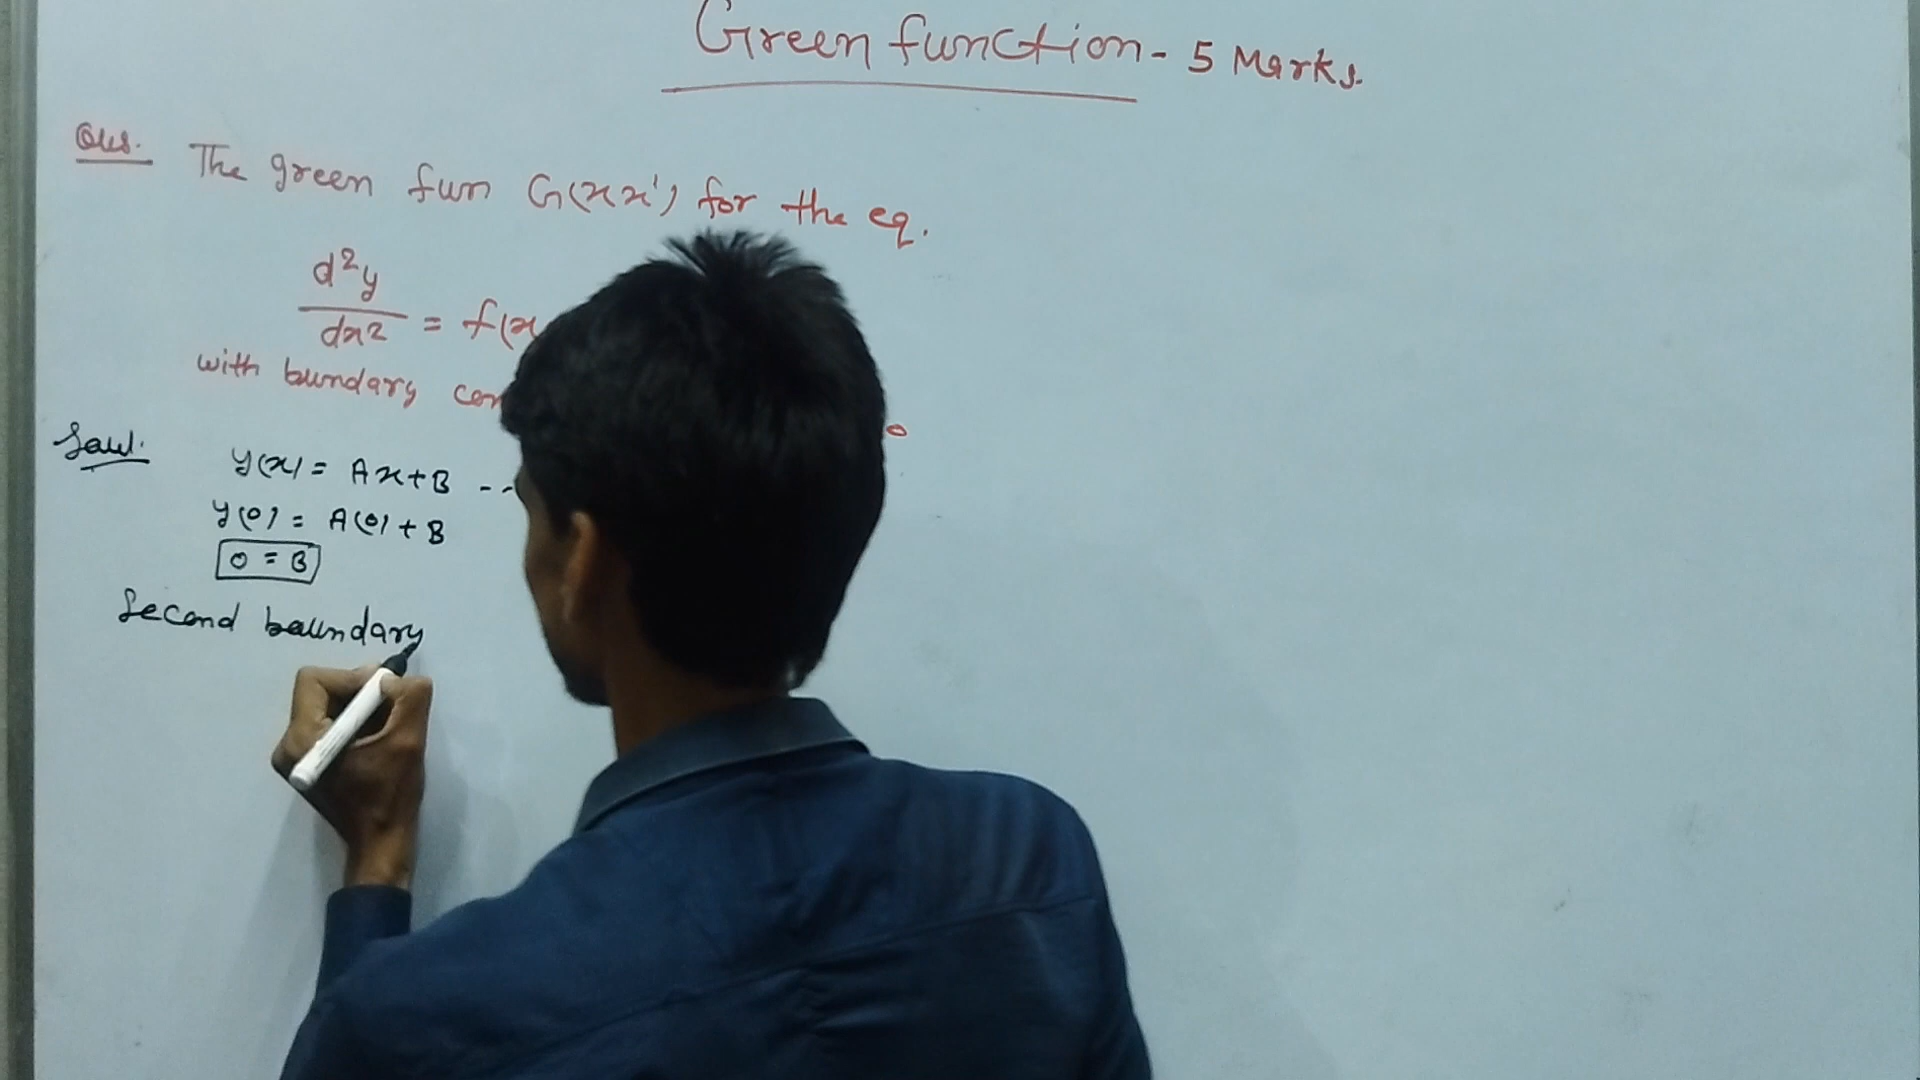 Green function - 5 Marks.
Ques. The green fun G(x x') for the eq.
d²y
dx² = f(x
with bundary con
o
Soul. y(x) = Ax+B --
y(0) = A(0) + B
0 = B
Second boundary